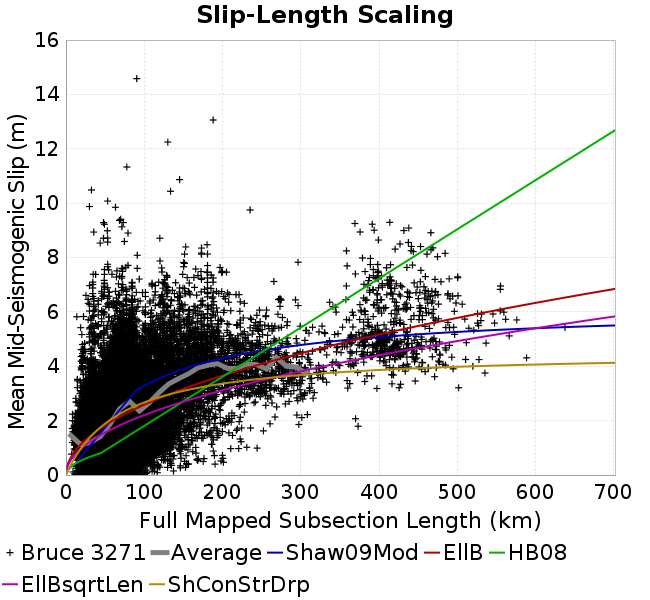 Slip-Length Scaling
Mean Mid-Seismogenic Slip (m)
16
14
12
10
8
6
4
2
0
0 100 200 300 400 500 600 700
Full Mapped Subsection Length (km)
Bruce 3271 Average Shaw09Mod EllB HB08
EllBsqrtLen ShConStrDrp